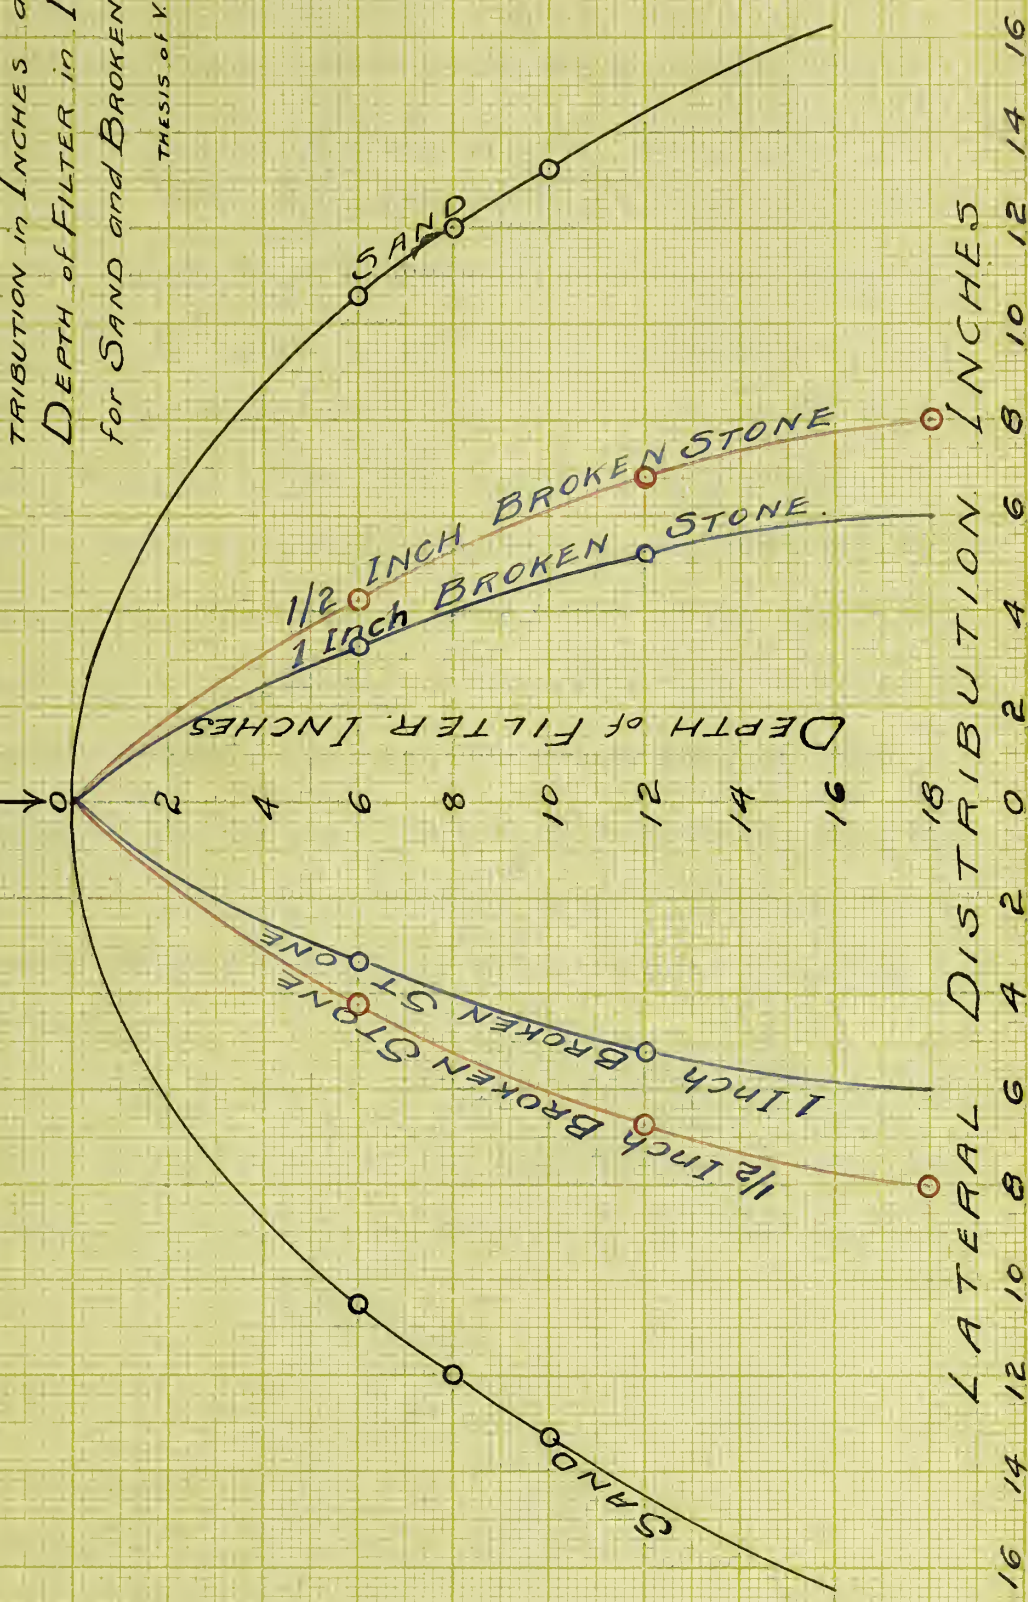 TRIBUTION in INCHES
DEPTH of FILTER in
for SAND and BROKEN
THESIS of V.
0
2
4
6
8
10
12
14
16
18
DEPTH of FILTER INCHES
SAND
1/2 INCH BROKEN STONE
1 Inch BROKEN STONE.
1 Inch BROKEN STONE
1/2 Inch BROKEN STONE
SAND
LATERAL DISTRIBUTION INCHES
16 14 12 10 8 6 4 2 0 2 4 6 8 10 12 14 16